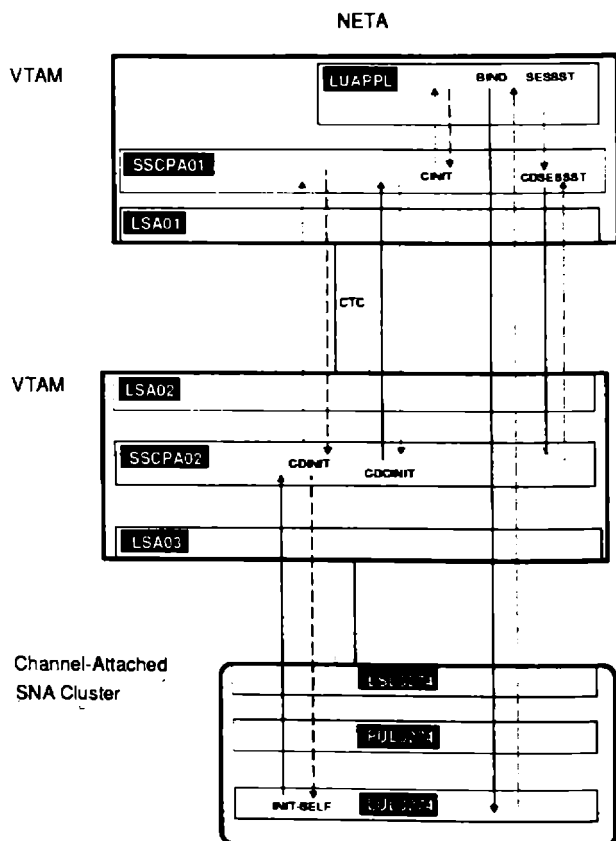 NETA
VTAM
LUAPPL BIND SESSST
SSCPA01
CINIT CDSESSST
LSA01
CTC
VTAM
LSA02
SSCPA02
CDINIT CDCINIT
LSA03
Channel-Attached
SNA Cluster
INIT-SELF